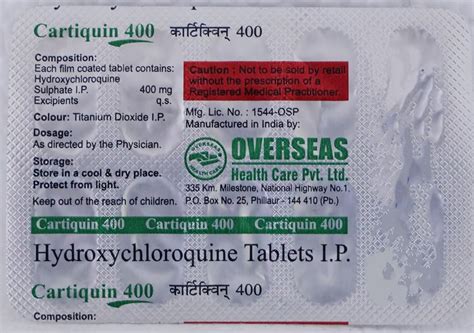 Cartiquin 400 कार्टिक्विन् 400
Composition:
Each film coated tablet contains:
Hydroxychloroquine
Sulphate I.P. 400 mg
Excipients q.s.
Colour: Titanium Dioxide I.P.
Dosage:
As directed by the Physician.
Storage:
Store in a cool & dry place.
Protect from light.
Keep out of the reach of children.
Caution : Not to be sold by retail
without the prescription of a
Registered Medical Practitioner.
Mfg. Lic. No. : 1544-OSP
Manufactured in India by:
OVERSEAS
HEALTH CARE
OVERSEAS
Health Care Pvt. Ltd.
335 Km. Milestone, National Highway No.1,
P.O. Box No. 25, Phillaur - 144 410 (Pb.)
Cartiquin 400 Cartiquin 400 Cartiquin 400
Hydroxychloroquine Tablets I.P.
Cartiquin 400 कार्टिक्विन् 400
Composition: